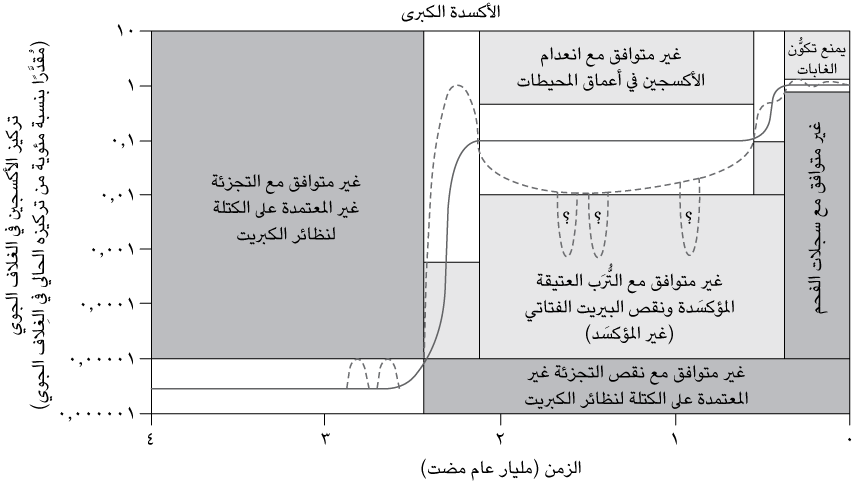 الأكسدة الكبرى
تركيز الأكسجين في الغلاف الجوي
(مُقدَّرًا بنسبة مئوية من تركيزه الحالي في الغِلاف الجوي)
١٠
١
٠,١
٠,٠١
٠,٠٠١
٠,٠٠٠١
٠,٠٠٠٠١
٠,٠٠٠٠٠١
غير متوافق مع التجزئة
غير المعتمدة على الكتلة
لنظائر الكبريت
غير متوافق مع انعدام
الأكسجين في أعماق المحيطات
يمنع تكوُّن
الغابات
غير متوافق مع سجلات الفحم
؟
؟
؟
غير متوافق مع التُّرَب العتيقة
المؤكسَدة ونقص البيريت الفتاتي
(غير المؤكسَد)
غير متوافق مع نقص التجزئة غير
المعتمدة على الكتلة لنظائر الكبريت
٤
٣
٢
١
٠
الزمن (مليار عام مضت)